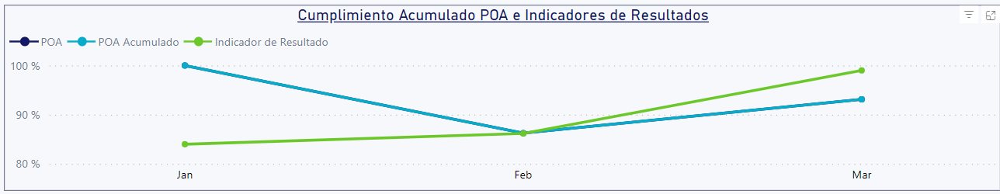 Cumplimiento Acumulado POA e Indicadores de Resultados
POA POA Acumulado Indicador de Resultado
100 %
90 %
80 %
Jan Feb Mar